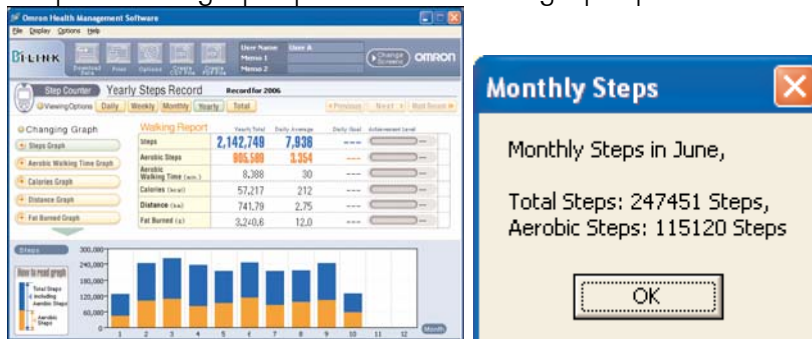 Omron Health Management Software
File Display Options Help
Bi-LINK
Download Data
Print
Options
Create CSV File
Create PDF File
User Name User A
Memo 1
Memo 2
Change Screens
OMRON
Step Counter Yearly Steps Record Record for 2006
Viewing Options Daily Weekly Monthly Yearly Total Previous Next
Changing Graph
Steps Graph
Aerobic Walking Time Graph
Calories Graph
Distance Graph
Fat Burned Graph
Walking Report Yearly Total Daily Average Daily Goal Achievement Level
Steps 2,142,749 7,936 --- --
Aerobic Steps 905,589 3,354 --- --
Aerobic Walking Time (min.) 8,388 30 --- --
Calories (kcal) 57,217 212 --- --
Distance (km) 741.79 2.75 --- --
Fat Burned (g) 3,240.6 12.0 --- --
Steps
How to read graph
Total Steps including Aerobic Steps
Aerobic Steps
300,000
240,000
180,000
120,000
60,000
0
1 2 3 4 5 6 7 8 9 10 11 12 Month
Monthly Steps
Monthly Steps in June,
Total Steps: 247451 Steps,
Aerobic Steps: 115120 Steps
OK